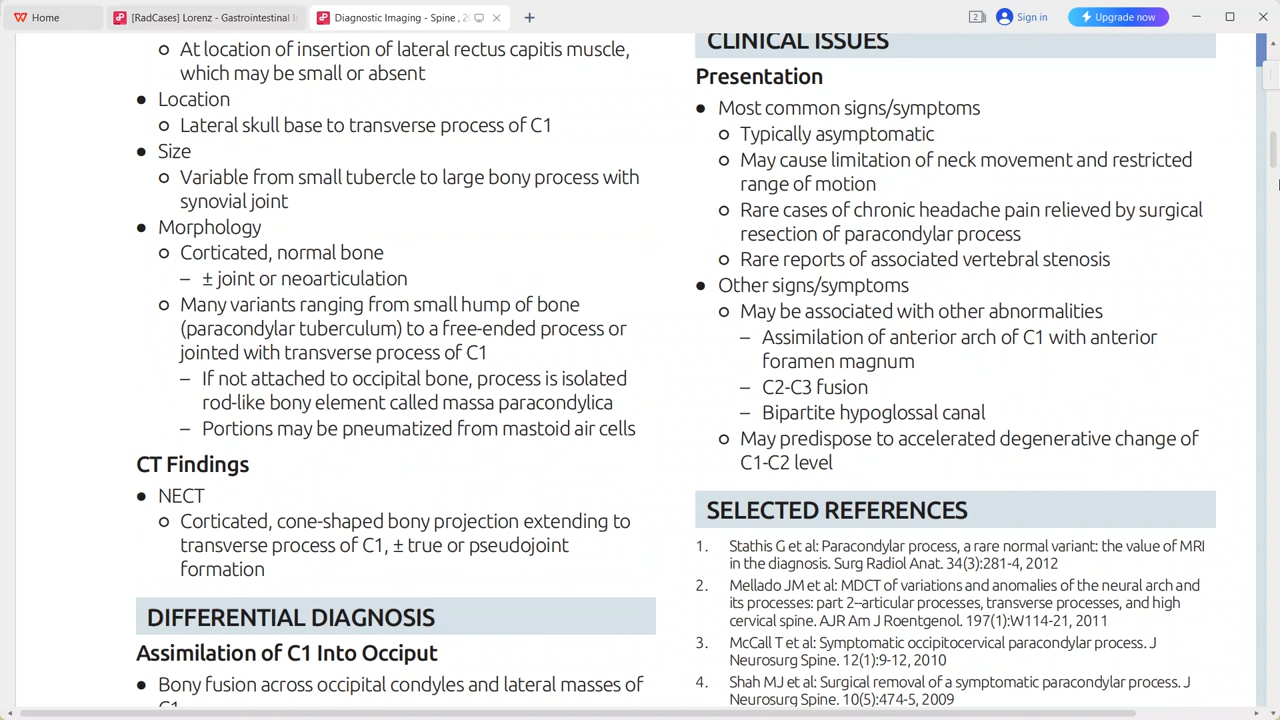 Home
[RadCases] Lorenz - Gastrointestinal I
Diagnostic Imaging - Spine , 2
2
Sign in
Upgrade now
○ At location of insertion of lateral rectus capitis muscle,
which may be small or absent
● Location
○ Lateral skull base to transverse process of C1
● Size
○ Variable from small tubercle to large bony process with
synovial joint
● Morphology
○ Corticated, normal bone
– ± joint or neoarticulation
○ Many variants ranging from small hump of bone
(paracondylar tuberculum) to a free-ended process or
jointed with transverse process of C1
– If not attached to occipital bone, process is isolated
rod-like bony element called massa paracondylica
– Portions may be pneumatized from mastoid air cells
CT Findings
● NECT
○ Corticated, cone-shaped bony projection extending to
transverse process of C1, ± true or pseudojoint
formation
DIFFERENTIAL DIAGNOSIS
Assimilation of C1 Into Occiput
● Bony fusion across occipital condyles and lateral masses of
C1
CLINICAL ISSUES
Presentation
● Most common signs/symptoms
○ Typically asymptomatic
○ May cause limitation of neck movement and restricted
range of motion
○ Rare cases of chronic headache pain relieved by surgical
resection of paracondylar process
○ Rare reports of associated vertebral stenosis
● Other signs/symptoms
○ May be associated with other abnormalities
– Assimilation of anterior arch of C1 with anterior
foramen magnum
– C2-C3 fusion
– Bipartite hypoglossal canal
○ May predispose to accelerated degenerative change of
C1-C2 level
SELECTED REFERENCES
1. Stathis G et al: Paracondylar process, a rare normal variant: the value of MRI
in the diagnosis. Surg Radiol Anat. 34(3):281-4, 2012
2. Mellado JM et al: MDCT of variations and anomalies of the neural arch and
its processes: part 2--articular processes, transverse processes, and high
cervical spine. AJR Am J Roentgenol. 197(1):W114-21, 2011
3. McCall T et al: Symptomatic occipitocervical paracondylar process. J
Neurosurg Spine. 12(1):9-12, 2010
4. Shah MJ et al: Surgical removal of a symptomatic paracondylar process. J
Neurosurg Spine. 10(5):474-5, 2009